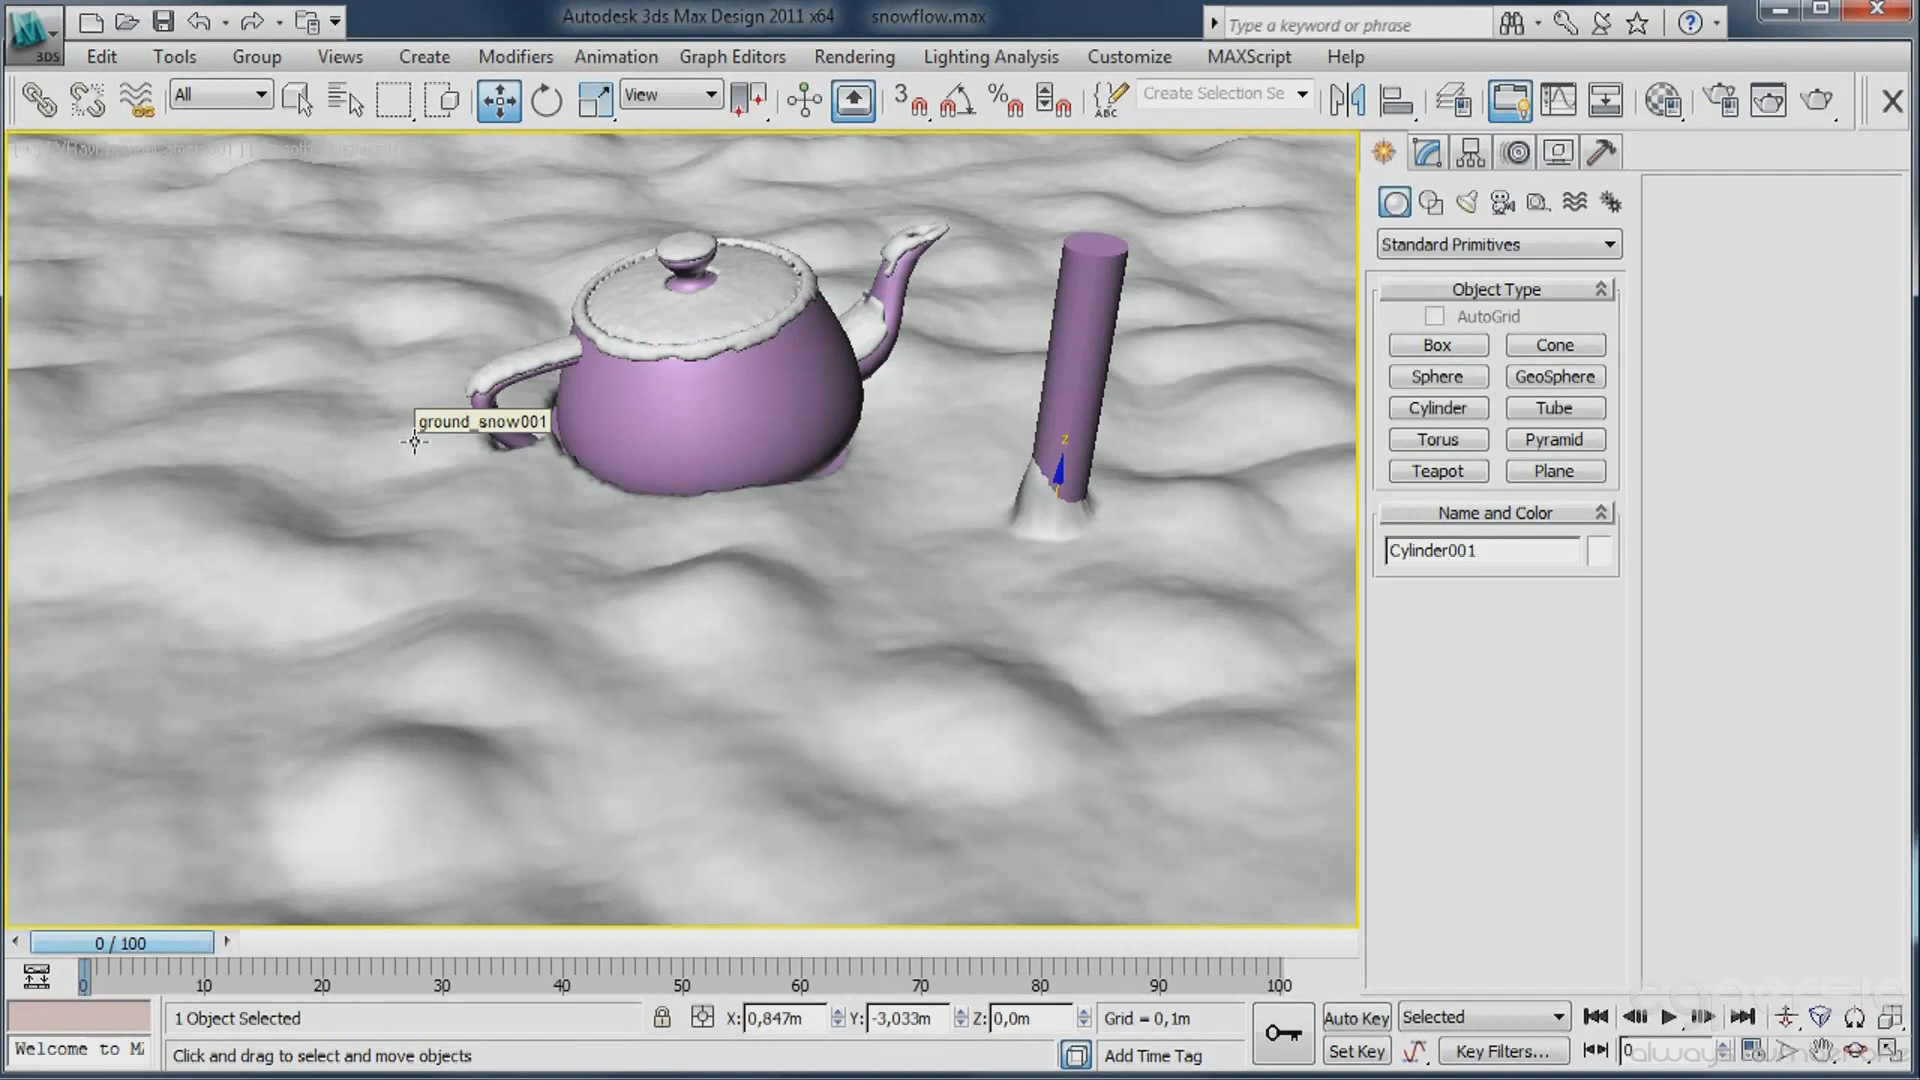 Autodesk 3ds Max Design 2011 x64 snowflow.max
Type a keyword or phrase
3DS
Edit Tools Group Views Create Modifiers Animation Graph Editors Rendering Lighting Analysis Customize MAXScript Help
All
View
3
%
ABC
Create Selection Se
Standard Primitives
Object Type
AutoGrid
Box Cone
Sphere GeoSphere
Cylinder Tube
Torus Pyramid
Teapot Plane
Name and Color
Cylinder001
ground_snow001
z
0 / 100
0 10 20 30 40 50 60 70 80 90 100
1 Object Selected X: 0,847m Y: -3,033m Z: 0,0m Grid = 0,1m Auto Key Selected
Welcome to Click and drag to select and move objects Add Time Tag Set Key Key Filters... 0